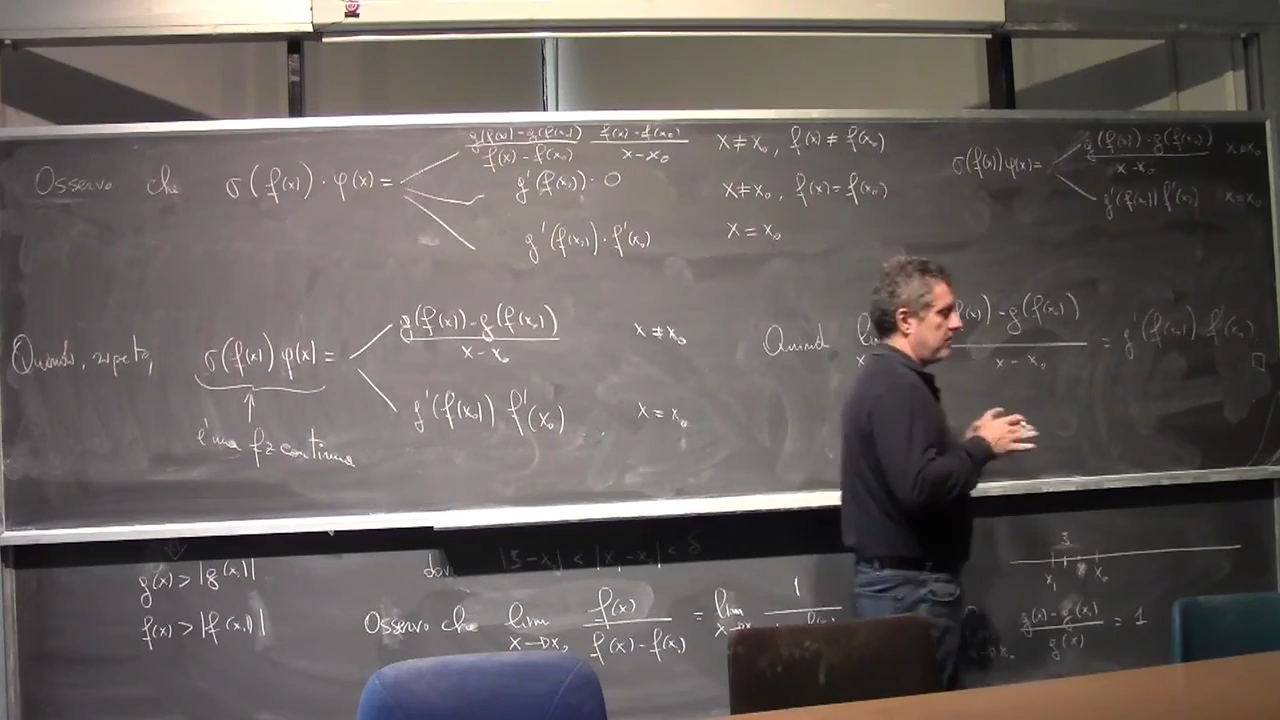 Osservo che σ(f(x))·φ(x) =
g(f(x))-g(f(x₀)) / f(x)-f(x₀) · f(x)-f(x₀) / x-x₀   x≠x₀, f(x)≠f(x₀)
g'(f(x₀))·0   x≠x₀, f(x)=f(x₀)
g'(f(x₀))·f'(x₀)   x=x₀
σ(f(x))φ(x) =
g(f(x))-g(f(x₀)) / x-x₀   x≠x₀
g'(f(x₀)) f'(x₀)   x=x₀
Quindi, ripeto, σ(f(x)) φ(x) =
g(f(x))-g(f(x₀)) / x-x₀   x≠x₀
g'(f(x₀)) f'(x₀)   x=x₀
è una fz continua
Quindi
f(x))-g(f(x₀)) / x-x₀ = g'(f(x₀)) f'(x₀) □
g(x) > |g(x₁)|
f(x) > |f(x₁)|
|ξ-x₀| < |x₁-x₀| < δ
Osservo che lim x→x₀ f(x) / f(x)-f(x₁) = lim 1
ξ
x₁ x₀
g(x)-g(x₁) / g(x) = 1